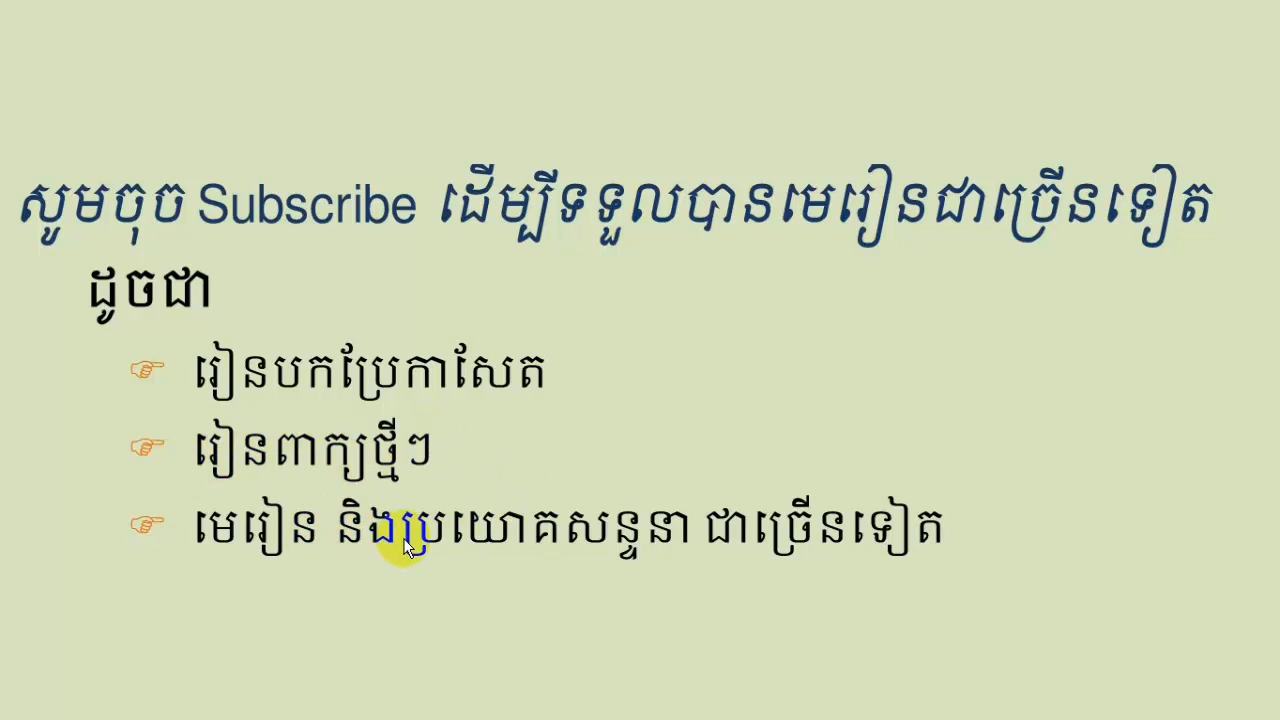 សូមចុច Subscribe ដើម្បីទទួលបានមេរៀនជាច្រើនទៀត
ដូចជា
រៀនបកប្រែកាសែត
រៀនពាក្យថ្មីៗ
មេរៀន និងប្រយោគសន្ទនា ជាច្រើនទៀត